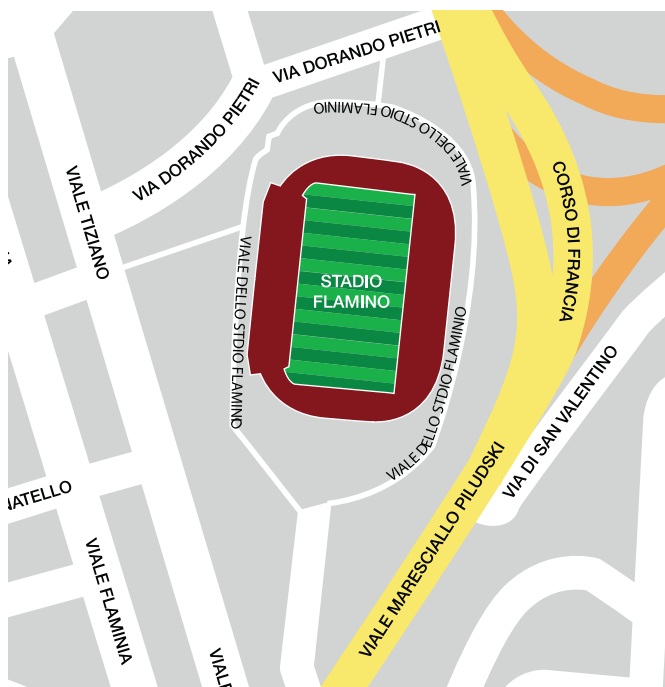 VIA DORANDO PIETRI
VIA DORANDO PIETRI
VIALE DELLO STDIO FLAMINO
VIALE DELLO STDIO FLAMINO
VIALE TIZIANO
CORSO DI FRANCIA
VIALE DELLO STDIO FLAMINO
STADIO
FLAMINO
VIALE DELLO STDIO FLAMINIO
VIA DI SAN VALENTINO
NATELLO
VIALE MARESCIALLO PILUDSKI
VIALE FLAMINIA
VIALE